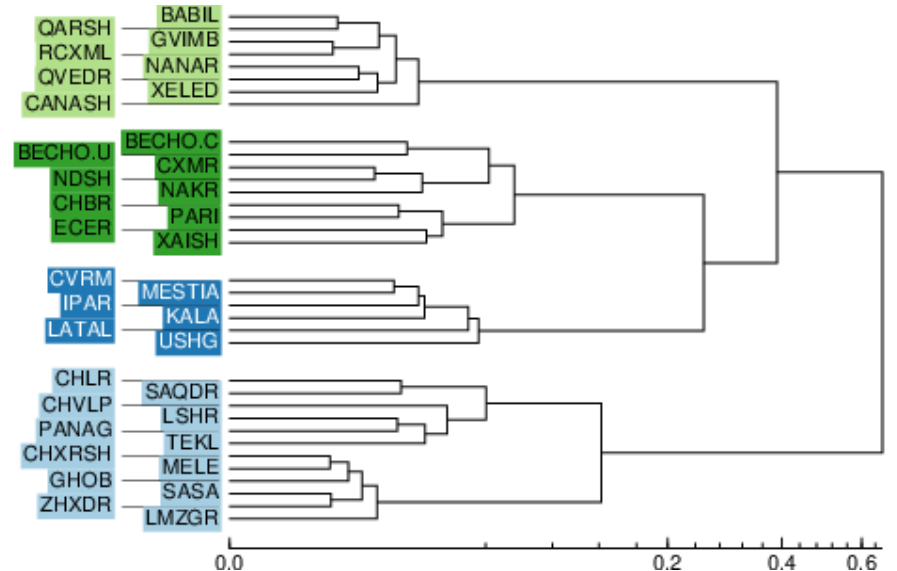 BABIL
QARSH
GVIMB
RCXML
NANAR
QVEDR
XELED
CANASH
BECHO.C
BECHO.U
CXMR
NDSH
NAKR
CHBR
PARI
ECER
XAISH
CVRM
MESTIA
IPAR
KALA
LATAL
USHG
CHLR
SAQDR
CHVLP
LSHR
PANAG
TEKL
CHXRSH
MELE
GHOB
SASA
ZHXDR
LMZGR
0.0 0.2 0.4 0.6